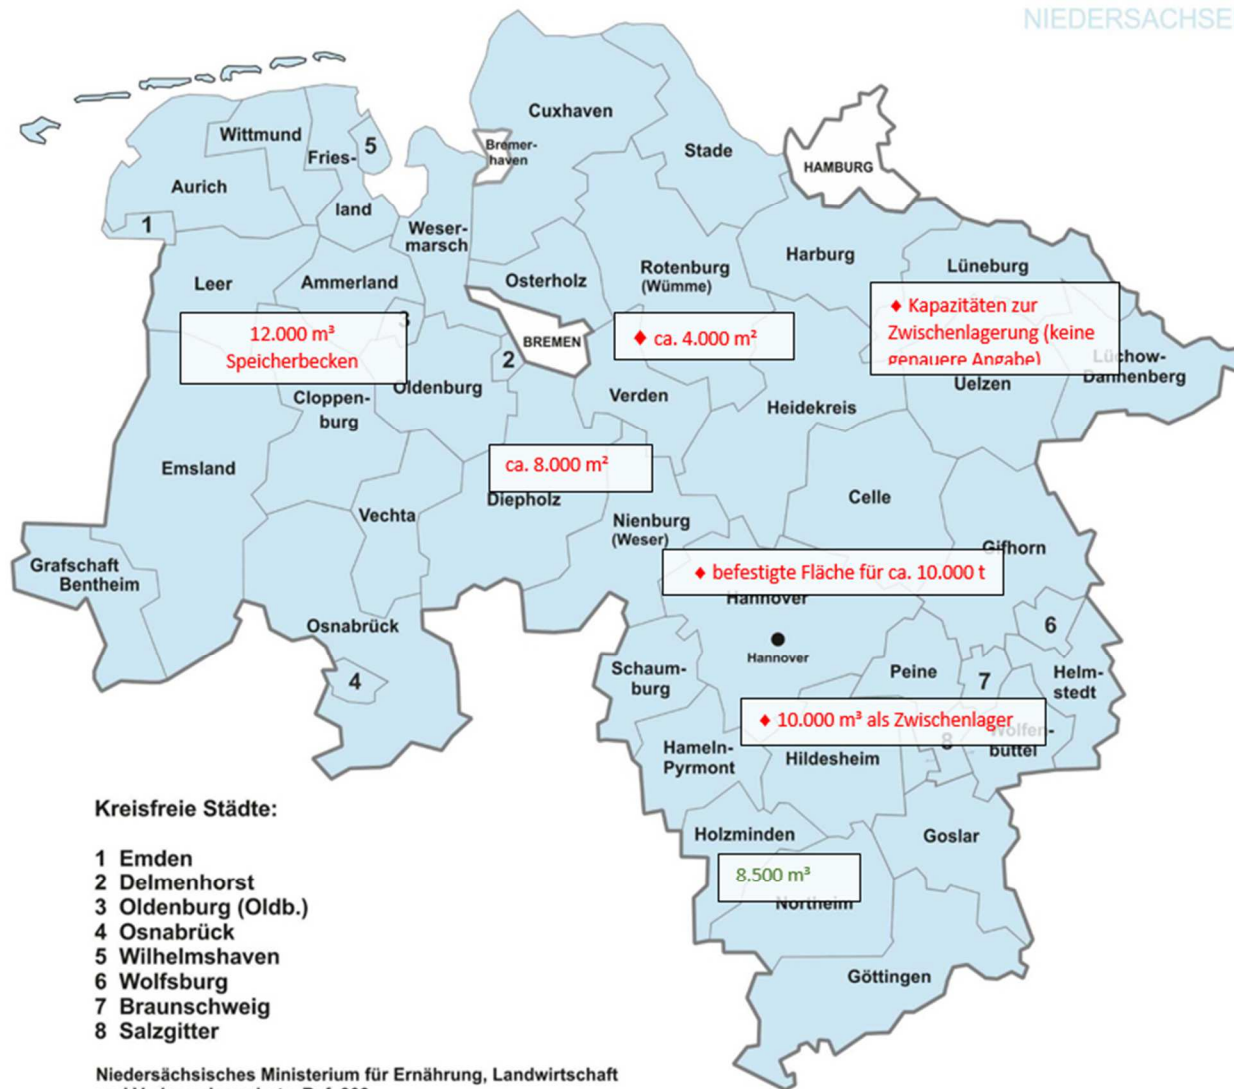 NIEDERSACHSE
Cuxhaven
Wittmund
Bremer-
haven
Stade
5
Fries-
HAMBURG
Aurich
land
1
Weser-
marsch
Harburg
Lüneburg
Rotenburg
(Wümme)
Leer
Ammerland
Osterholz
♦ Kapazitäten zur
Zwischenlagerung (keine
genauere Angabe)
12.000 m³
Speicherbecken
3
BREMEN
♦ ca. 4.000 m²
2
Lüchow-
Dannenberg
Uelzen
Oldenburg
Verden
Cloppen-
burg
Heidekreis
Emsland
ca. 8.000 m²
Diepholz
Celle
Vechta
Nienburg
(Weser)
Gifhorn
Grafschaft
Bentheim
♦ befestigte Fläche für ca. 10.000 t
Hannover
Osnabrück
6
Hannover
4
Schaum-
burg
Peine
7
Helm-
stedt
♦ 10.000 m³ als Zwischenlager
8
Wolfen-
büttel
Hameln-
Pyrmont
Hildesheim
Kreisfreie Städte:
Holzminden
Goslar
8.500 m³
Northeim
Göttingen
1 Emden
2 Delmenhorst
3 Oldenburg (Oldb.)
4 Osnabrück
5 Wilhelmshaven
6 Wolfsburg
7 Braunschweig
8 Salzgitter
Niedersächsisches Ministerium für Ernährung, Landwirtschaft